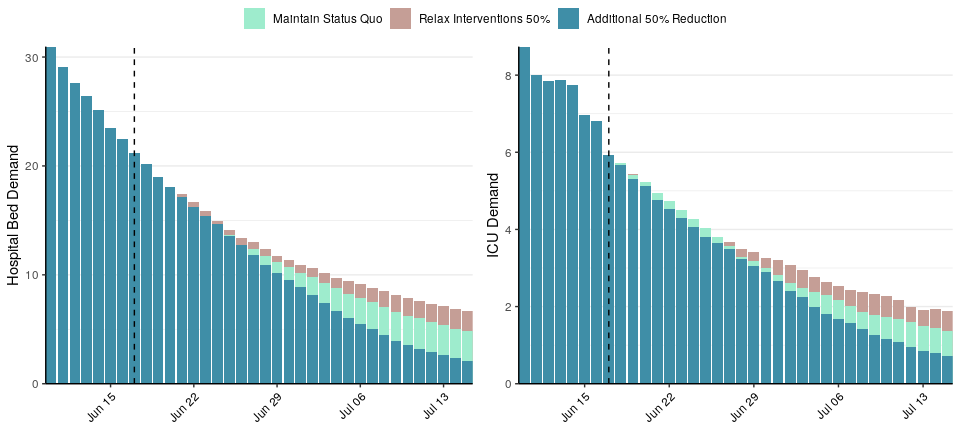 Maintain Status Quo Relax Interventions 50% Additional 50% Reduction
Hospital Bed Demand
30
20
10
0
Jun 15 Jun 22 Jun 29 Jul 06 Jul 13
ICU Demand
8
6
4
2
0
Jun 15 Jun 22 Jun 29 Jul 06 Jul 13